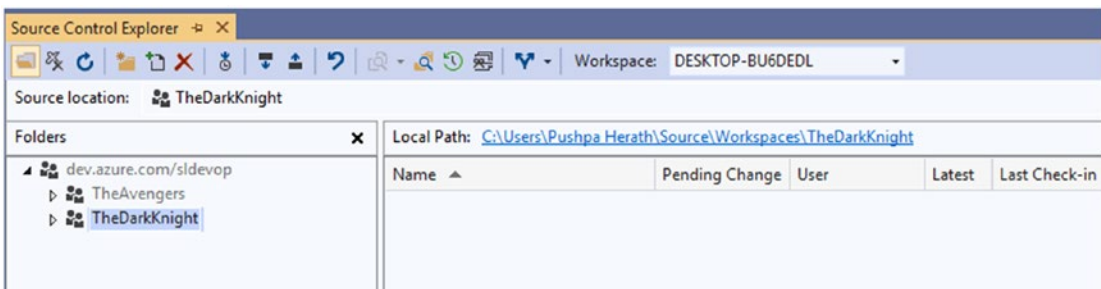 Source Control Explorer
Workspace: DESKTOP-BU6DEDL
Source location: TheDarkKnight
Folders
Local Path: C:\Users\Pushpa Herath\Source\Workspaces\TheDarkKnight
dev.azure.com/sldevop
Name Pending Change User Latest Last Check-in
TheAvengers
TheDarkKnight